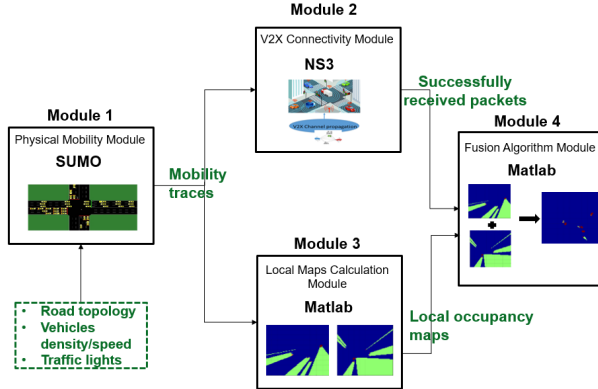 Module 2
V2X Connectivity Module
NS3
V2X Channel propagation
Successfully
received packets
Module 1
Physical Mobility Module
SUMO
Mobility
traces
Module 4
Fusion Algorithm Module
Matlab
Module 3
Local Maps Calculation
Module
Matlab
Local occupancy
maps
• Road topology
• Vehicles
density/speed
• Traffic lights